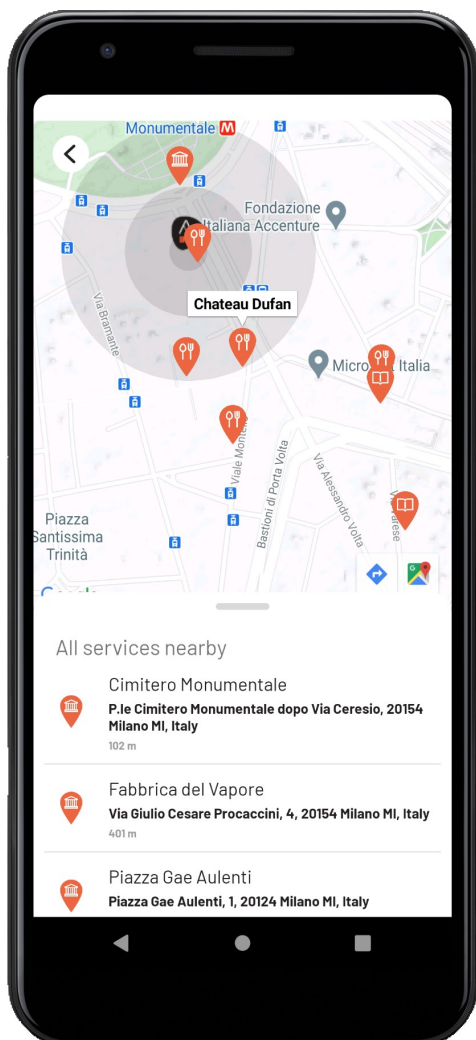 Monumentale M
Fondazione
Italiana Accenture
Chateau Dufan
Via Bramante
Italia
Viale
Bastioni di Porta Volta
Via Alessandro Volta
Piazza
Santissima
Trinità
All services nearby
Cimitero Monumentale
P.le Cimitero Monumentale dopo Via Ceresio, 20154
Milano MI, Italy
102 m
Fabbrica del Vapore
Via Giulio Cesare Procaccini, 4, 20154 Milano MI, Italy
401 m
Piazza Gae Aulenti
Piazza Gae Aulenti, 1, 20124 Milano MI, Italy